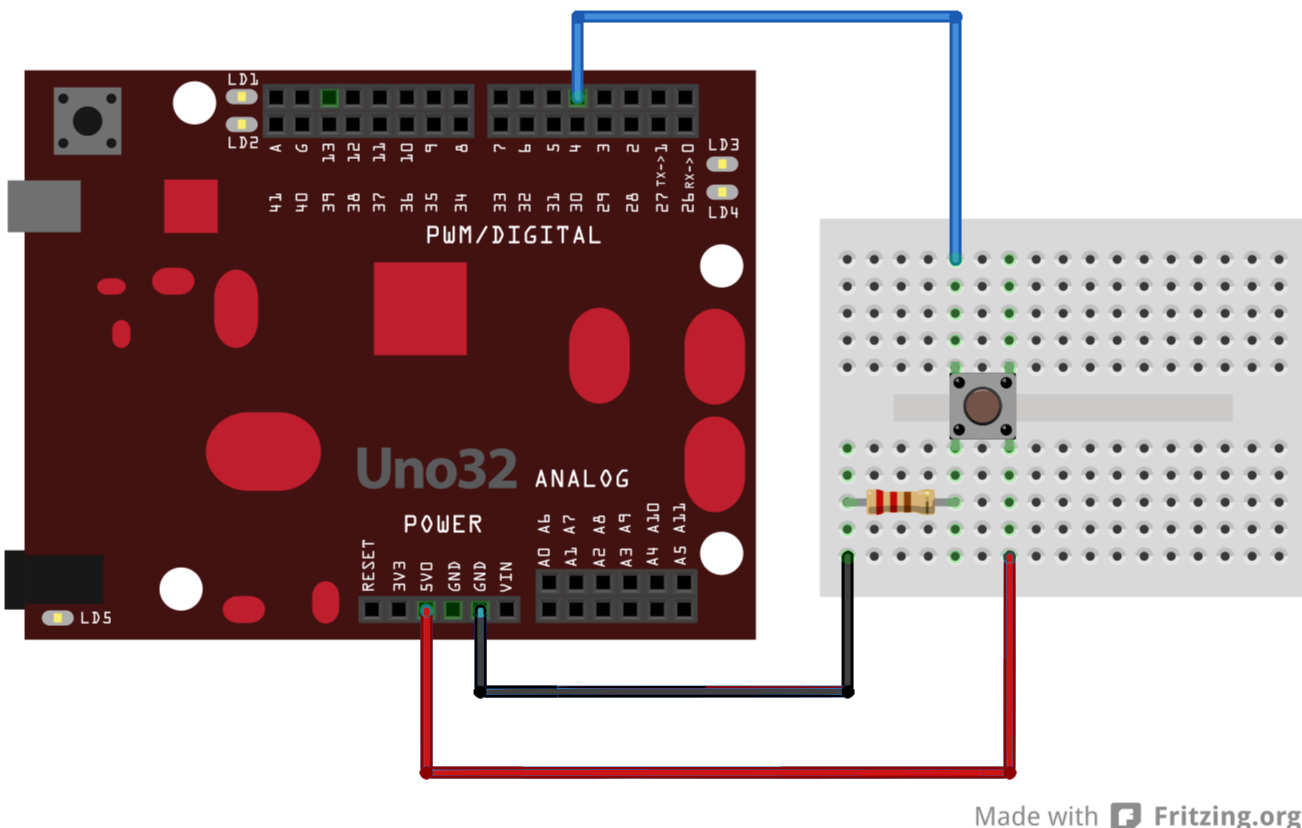 LD1
LD2
A G 13 12 11 10 9 8 7 6 5 4 3 2 TX->1 RX->0
LD3
LD4
41 40 39 38 37 36 35 34 33 32 31 30 29 28 27 26
PWM/DIGITAL
Uno32
ANALOG
POWER
A6 A7 A8 A9 A10 A11
A0 A1 A2 A3 A4 A5
RESET 3V3 5V0 GND GND VIN
LD5
Made with Fritzing.org